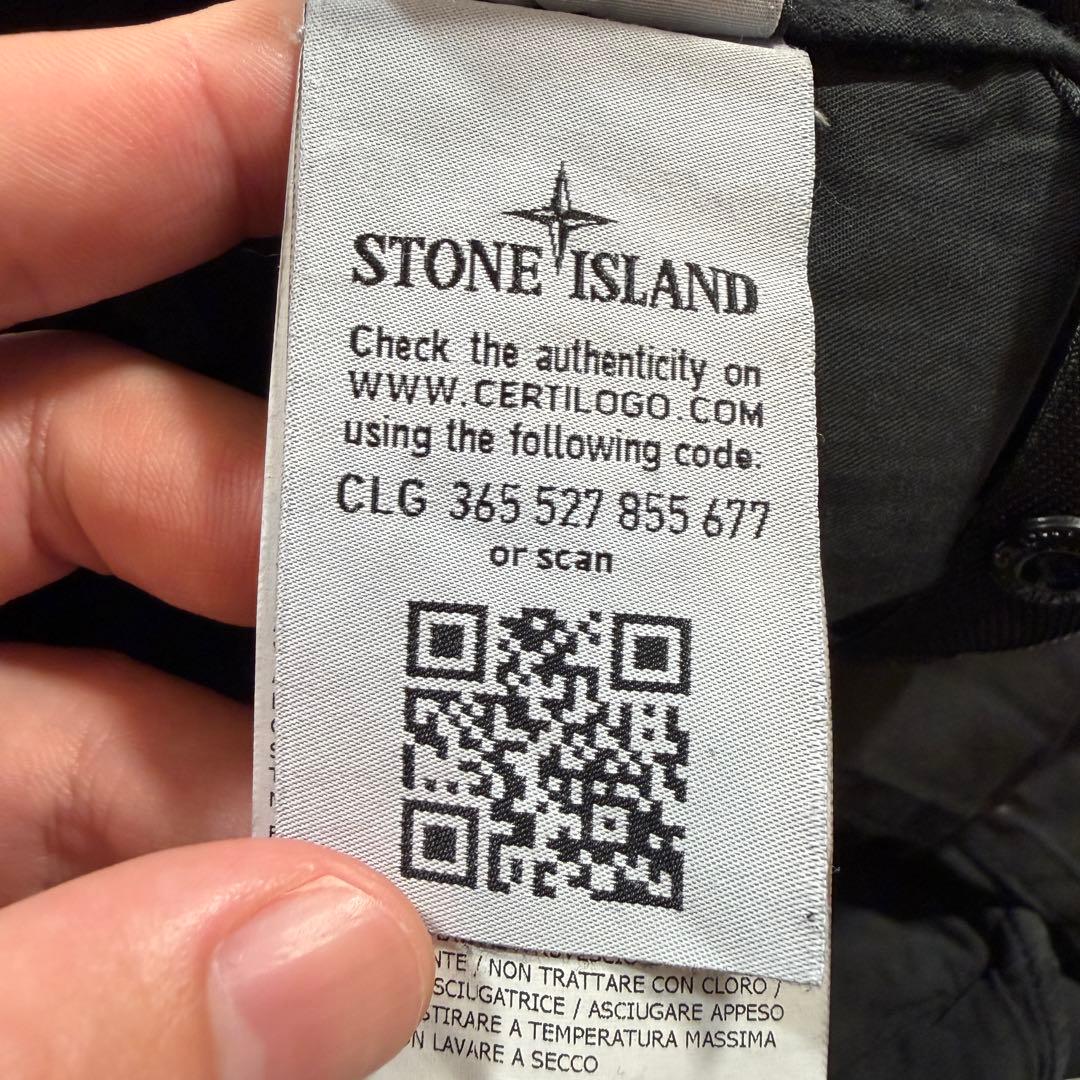 STONE ISLAND
Check the authenticity on
WWW.CERTILOGO.COM
using the following code:
CLG 365 527 855 677
or scan
NTE / NON TRATTARE CON CLORO /
SCIUGATRICE / ASCIUGARE APPESO
STIRARE A TEMPERATURA MASSIMA
N LAVARE A SECCO